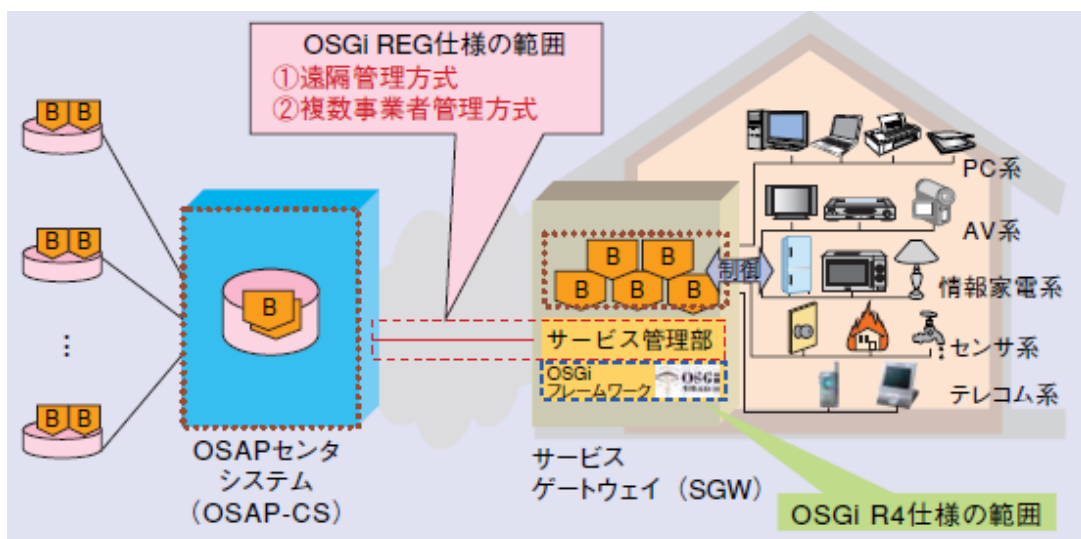 OSGi REG仕様の範囲
①遠隔管理方式
②複数事業者管理方式
B B
B B
⋮
B B
B
OSAPセンタ
システム
(OSAP-CS)
B B
B B B
制御
サービス管理部
OSGi
フレームワーク
OSGi
サービス
ゲートウェイ(SGW)
PC系
AV系
情報家電系
センサ系
テレコム系
OSGi R4仕様の範囲